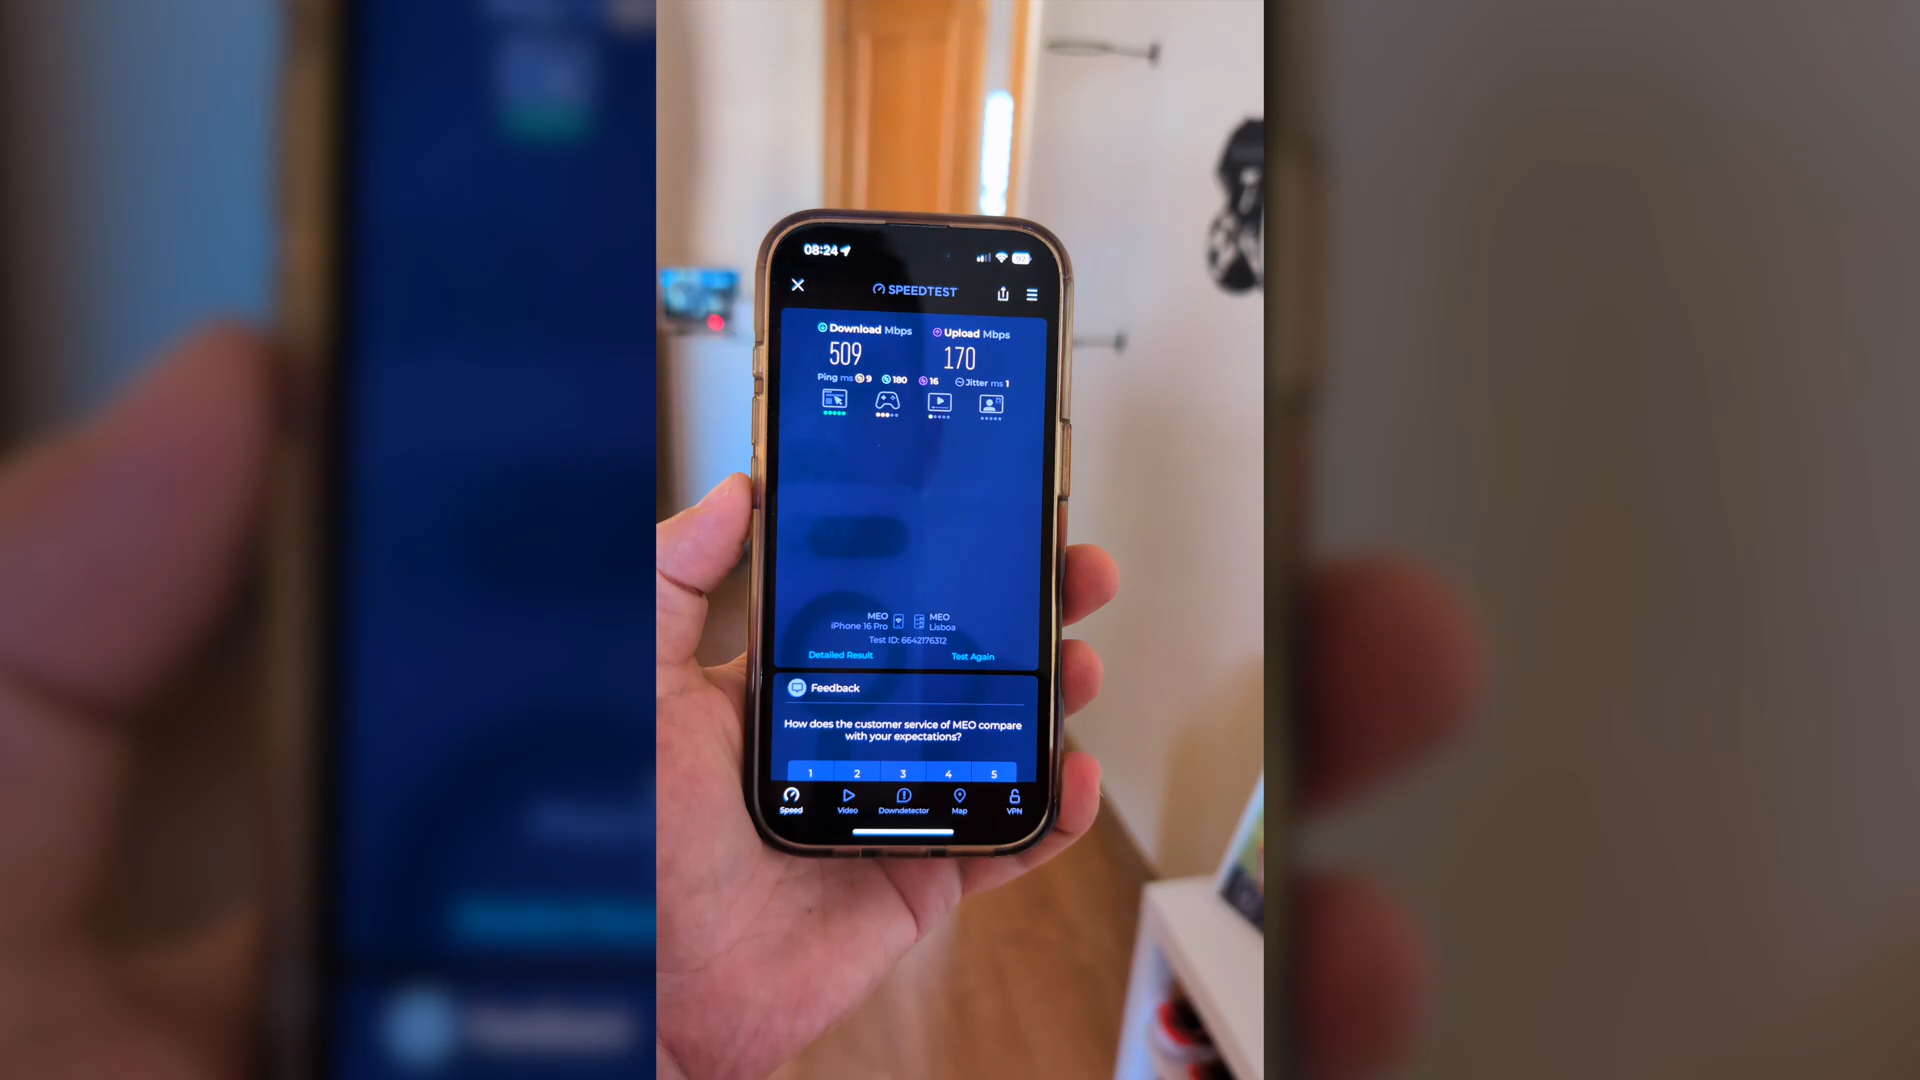 08:24
SPEEDTEST
Download Mbps Upload Mbps
509 170
Ping ms 9 180 16 Jitter ms 1
MEO MEO
iPhone 16 Pro Lisboa
Test ID: 6642176312
Detailed Result Test Again
Feedback
How does the customer service of MEO compare
with your expectations?
1 2 3 4 5
Speed Video Downdetector Map VPN